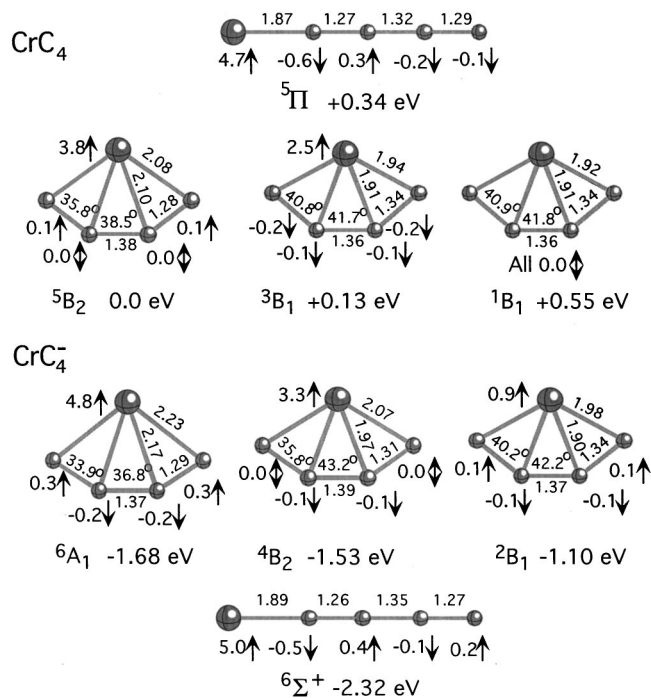 CrC₄
1.87 1.27 1.32 1.29
4.7↑ -0.6↓ 0.3↑ -0.2↓ -0.1↓
⁵Π +0.34 eV
3.8↑ 2.08 2.10 1.28 35.8° 38.5° 1.38 0.1↑ 0.1↑ 0.0↕ 0.0↕
⁵B₂ 0.0 eV
2.5↑ 1.94 1.97 1.34 40.8° 41.7° 1.36 -0.2↓ -0.2↓ -0.1↓ -0.1↓
³B₁ +0.13 eV
1.92 1.97 1.34 40.9° 41.8° 1.36
All 0.0↕
¹B₁ +0.55 eV
CrC₄⁻
4.8↑ 2.23 2.17 1.29 33.9° 36.8° 1.37 0.3↑ 0.3↑ -0.2↓ -0.2↓
⁶A₁ -1.68 eV
3.3↑ 2.07 1.97 1.31 35.8° 43.2° 1.39 0.0↕ 0.0↕ -0.1↓ -0.1↓
⁴B₂ -1.53 eV
0.9↑ 1.98 1.90 1.34 40.2° 42.2° 1.37 0.1↑ 0.1↑ -0.1↓ -0.1↓
²B₁ -1.10 eV
1.89 1.26 1.35 1.27
5.0↑ -0.5↓ 0.4↑ -0.1↓ 0.2↑
⁶Σ⁺ -2.32 eV